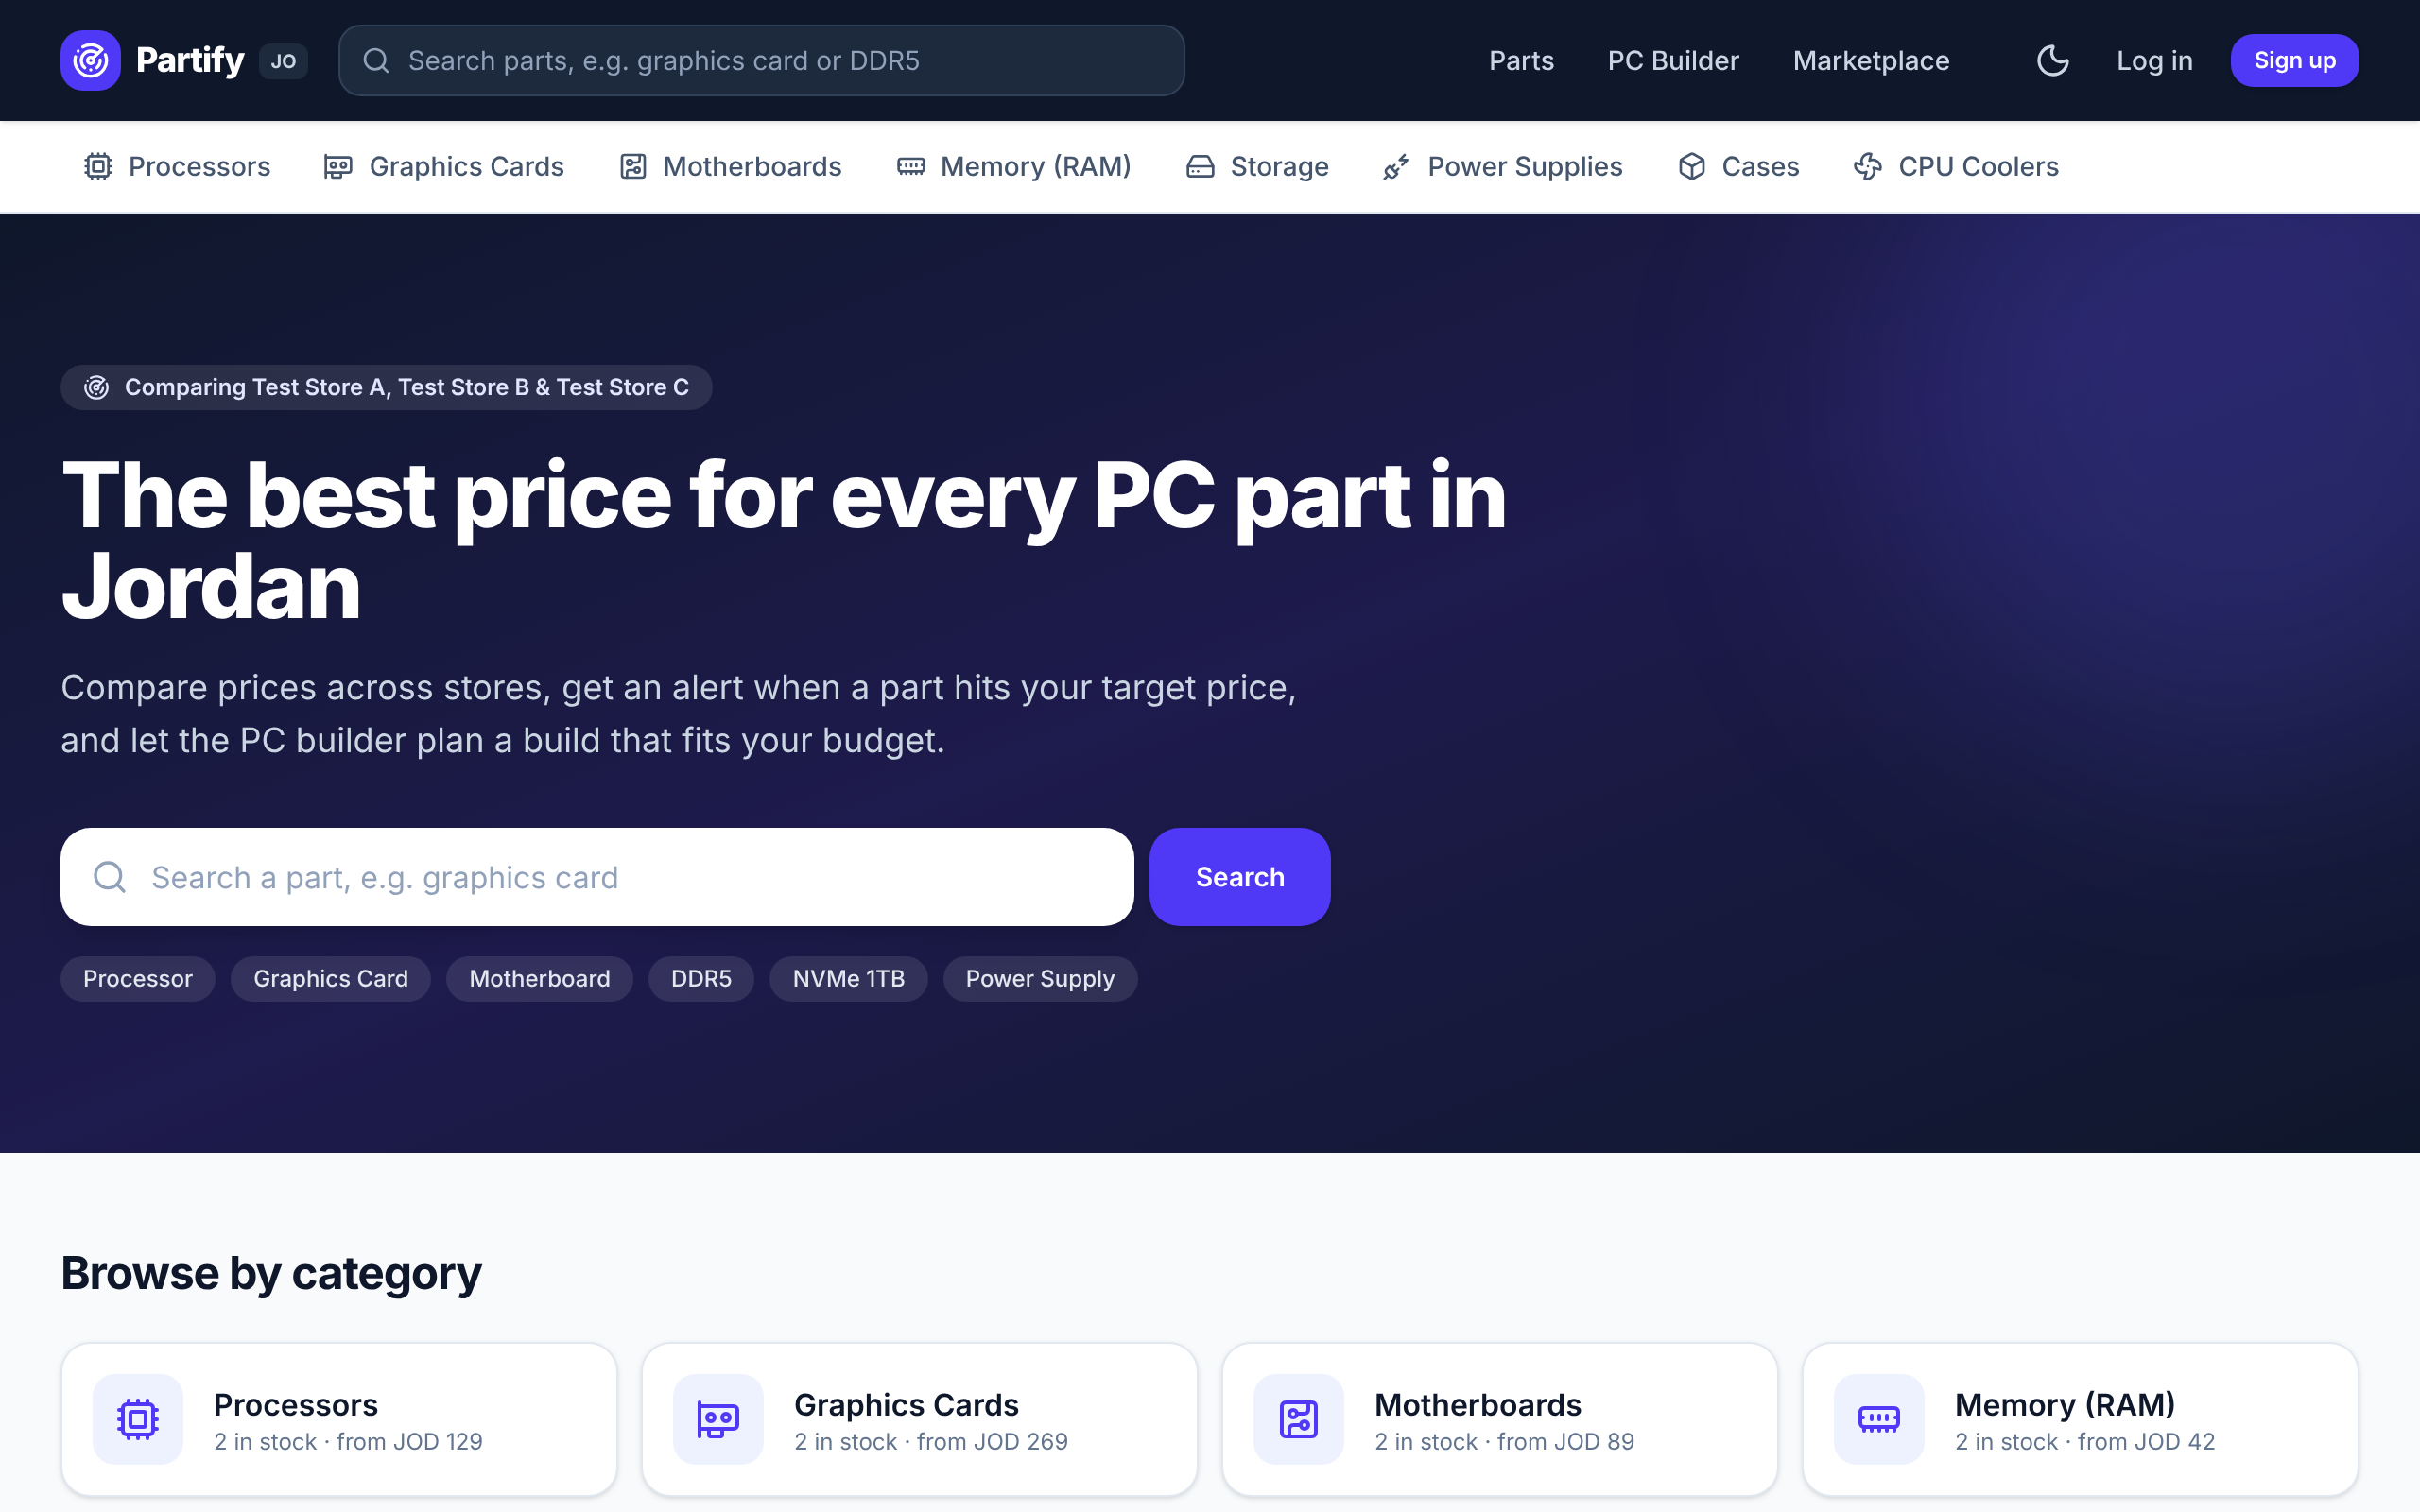 Partify JO
Search parts, e.g. graphics card or DDR5
Parts
PC Builder
Marketplace
Log in
Sign up
Processors
Graphics Cards
Motherboards
Memory (RAM)
Storage
Power Supplies
Cases
CPU Coolers
Comparing Test Store A, Test Store B & Test Store C
The best price for every PC part in
Jordan
Compare prices across stores, get an alert when a part hits your target price,
and let the PC builder plan a build that fits your budget.
Search a part, e.g. graphics card
Search
Processor
Graphics Card
Motherboard
DDR5
NVMe 1TB
Power Supply
Browse by category
Processors
2 in stock · from JOD 129
Graphics Cards
2 in stock · from JOD 269
Motherboards
2 in stock · from JOD 89
Memory (RAM)
2 in stock · from JOD 42